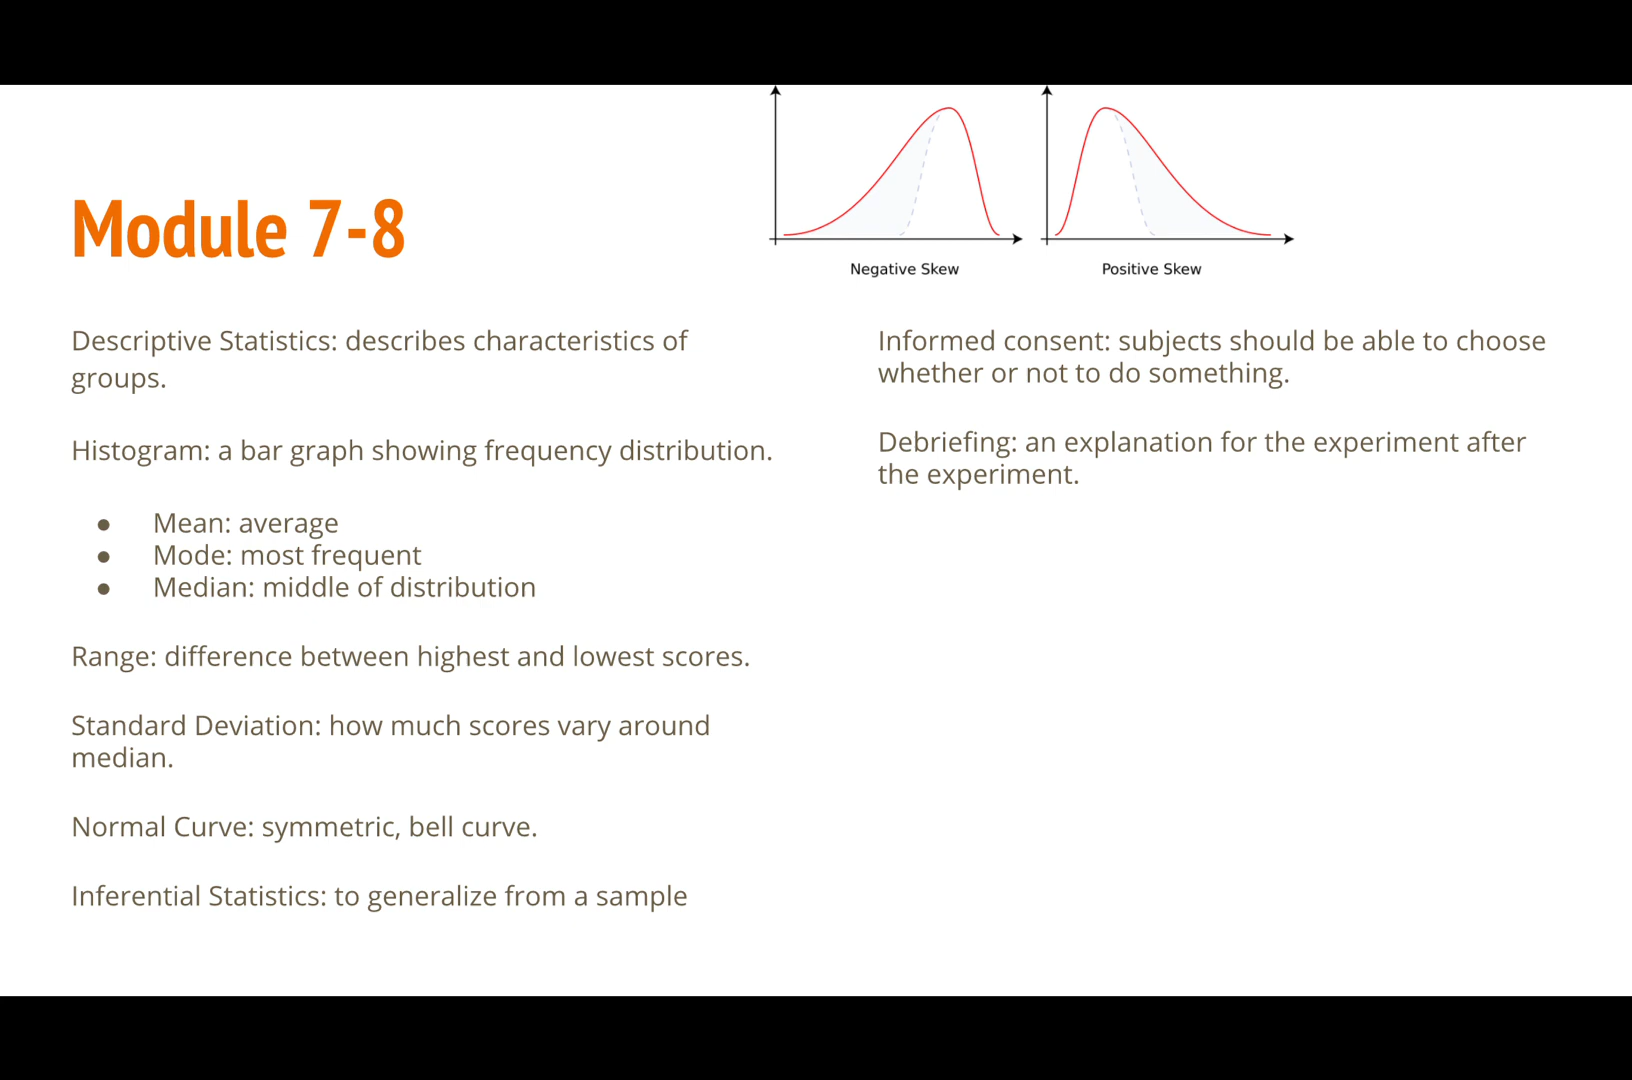 Module 7-8
Negative Skew
Positive Skew
Descriptive Statistics: describes characteristics of
groups.
Histogram: a bar graph showing frequency distribution.
● Mean: average
● Mode: most frequent
● Median: middle of distribution
Range: difference between highest and lowest scores.
Standard Deviation: how much scores vary around
median.
Normal Curve: symmetric, bell curve.
Inferential Statistics: to generalize from a sample
Informed consent: subjects should be able to choose
whether or not to do something.
Debriefing: an explanation for the experiment after
the experiment.